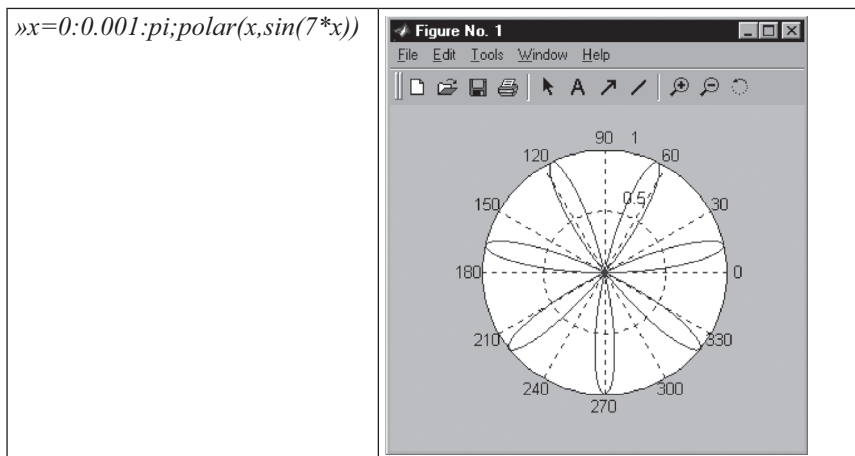 »x=0:0.001:pi;polar(x,sin(7*x))
Figure No. 1
File Edit Tools Window Help
A
90 1
120 60
0.5
150 30
180 0
210 330
240 300
270